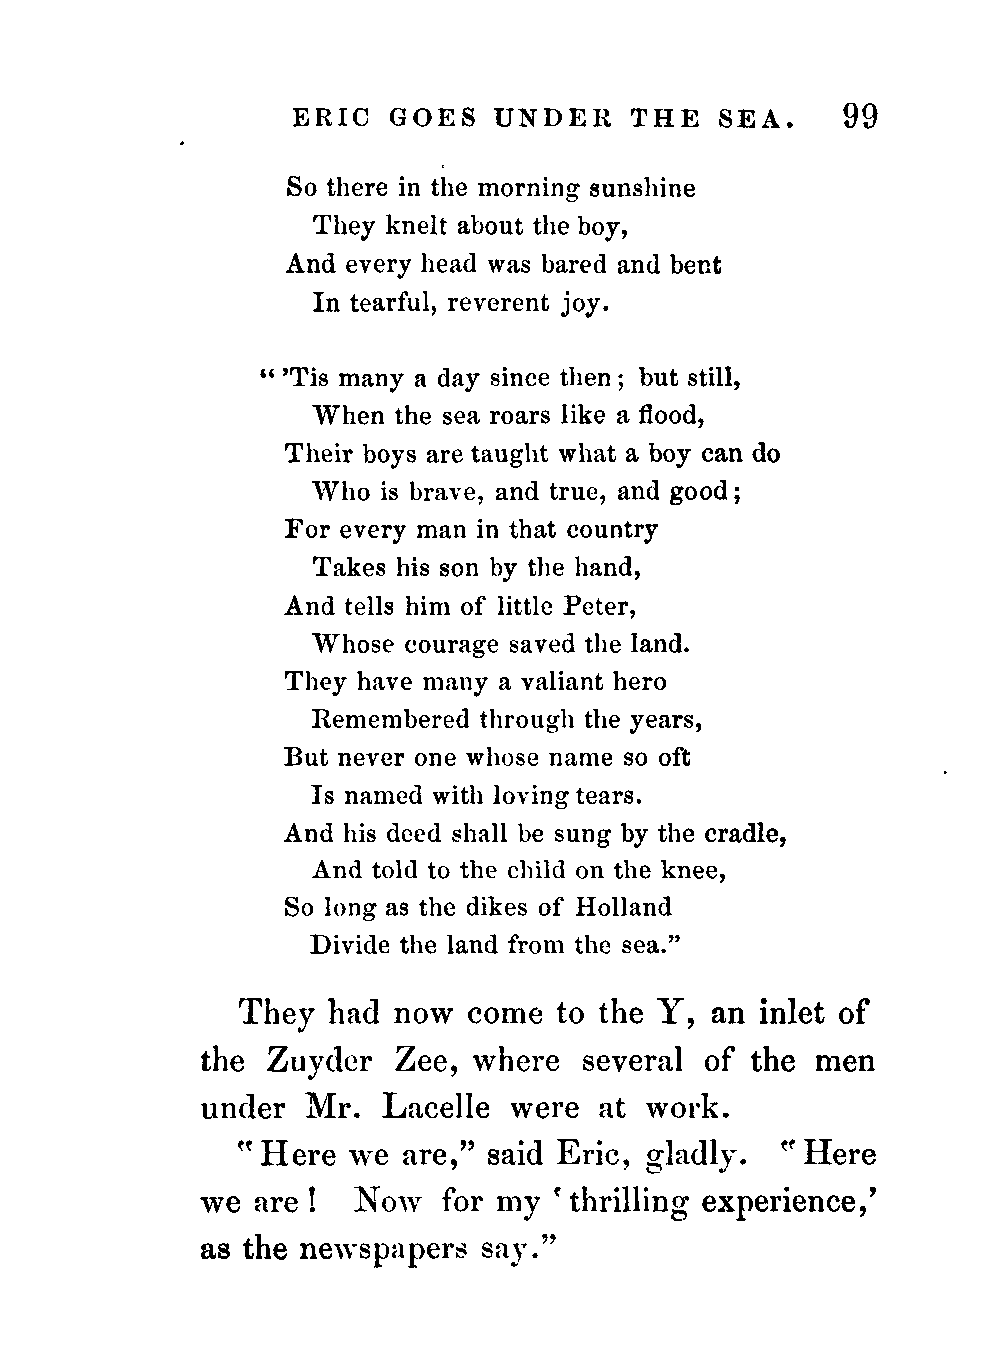 ERIC GOES UNDER THE SEA. 99
So there in the morning sunshine
They knelt about the boy,
And every head was bared and bent
In tearful, reverent joy.
“ ’Tis many a day since then; but still,
When the sea roars like a flood,
Their boys are taught what a boy can do
Who is brave, and true, and good;
For every man in that country
Takes his son by the hand,
And tells him of little Peter,
Whose courage saved the land.
They have many a valiant hero
Remembered through the years,
But never one whose name so oft
Is named with loving tears.
And his deed shall be sung by the cradle,
And told to the child on the knee,
So long as the dikes of Holland
Divide the land from the sea.”
They had now come to the Y, an inlet of
the Zuyder Zee, where several of the men
under Mr. Lacelle were at work.
“Here we are,” said Eric, gladly. “Here
we are! Now for my ‘thrilling experience,’
as the newspapers say.”